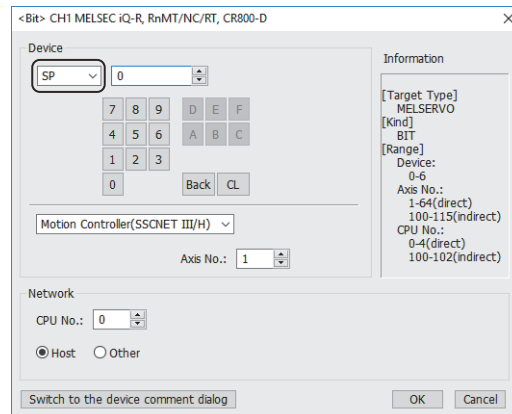 <Bit> CH1 MELSEC iQ-R, RnMT/NC/RT, CR800-D
Device
SP 0
7 8 9 D E F
4 5 6 A B C
1 2 3
0 Back CL
Motion Controller(SSCNET III/H)
Axis No.: 1
Information
[Target Type]
MELSERVO
[Kind]
BIT
[Range]
Device:
0-6
Axis No.:
1-64(direct)
100-115(indirect)
CPU No.:
0-4(direct)
100-102(indirect)
Network
CPU No.: 0
Host Other
Switch to the device comment dialog OK Cancel